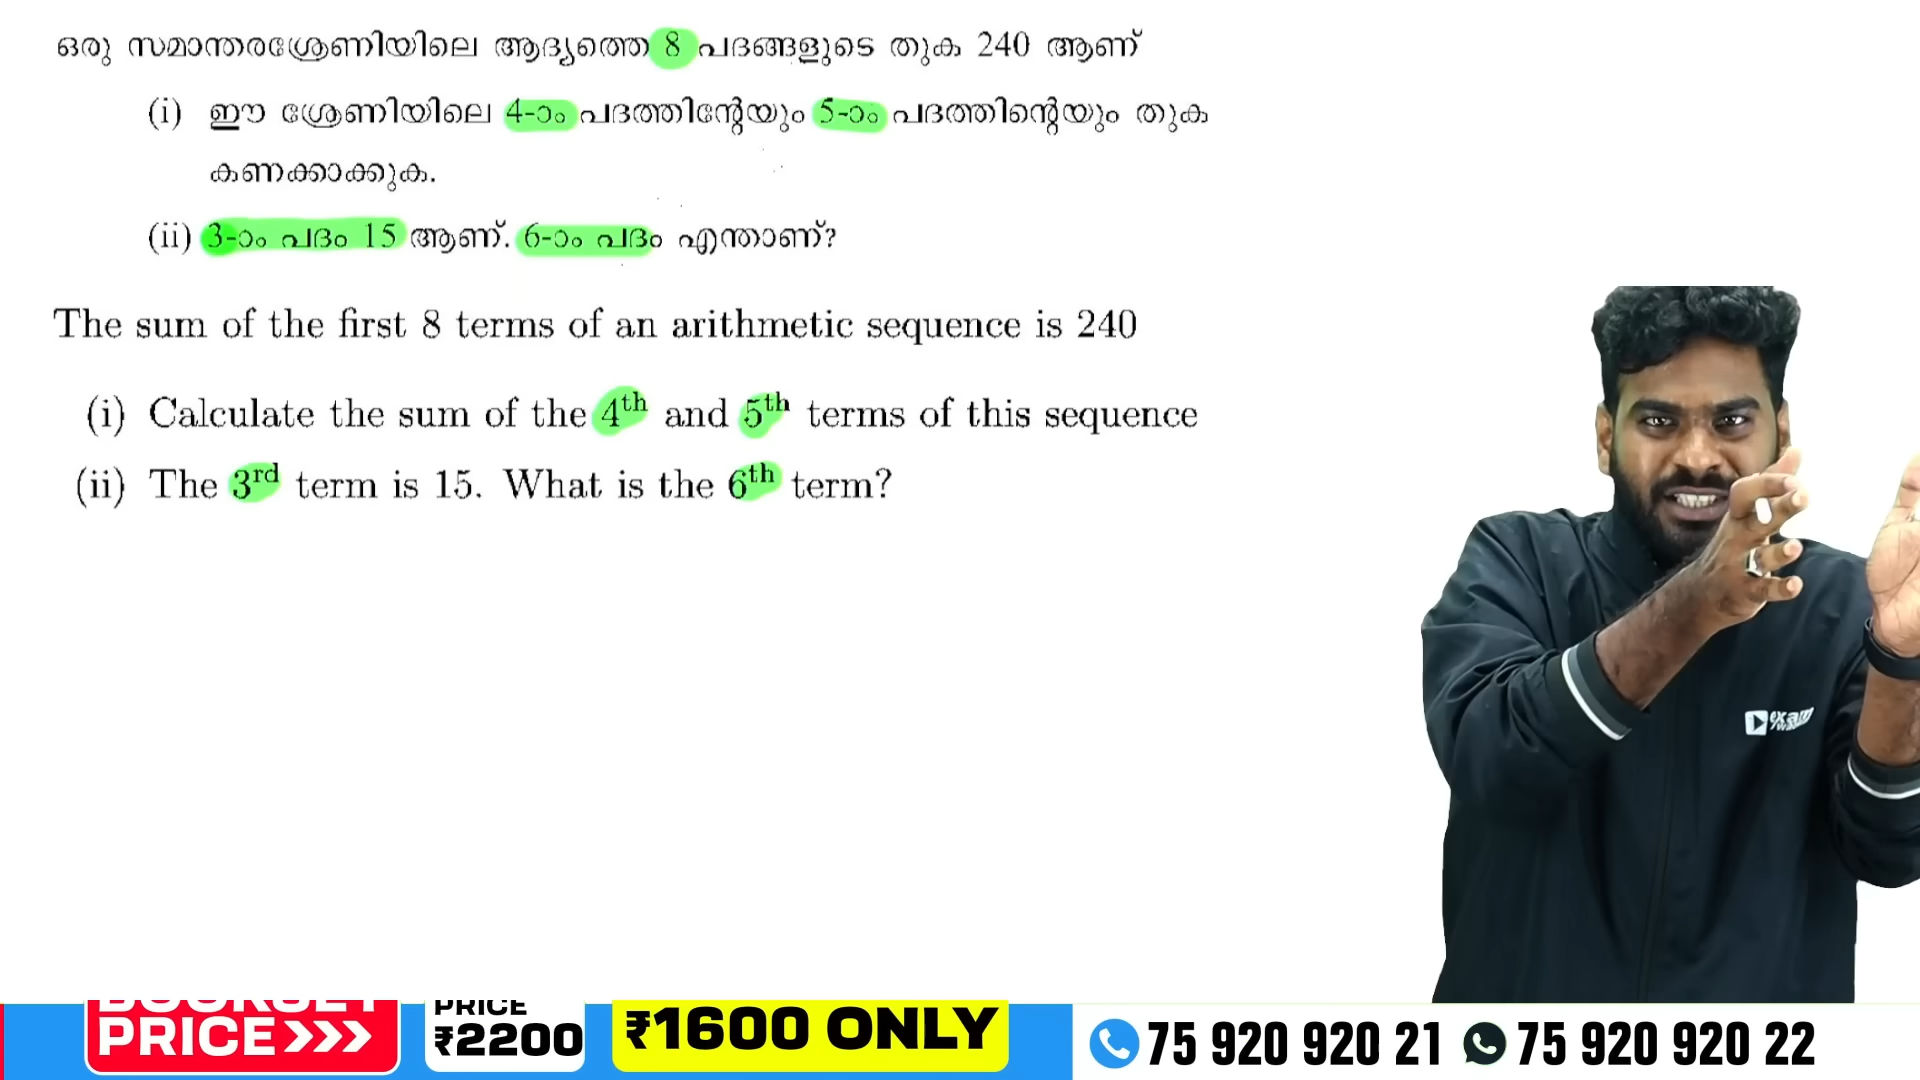 ഒരു സമാന്തരശ്രേണിയിലെ ആദ്യത്തെ 8 പദങ്ങളുടെ തുക 240 ആണ്
(i) ഈ ശ്രേണിയിലെ 4-ാം പദത്തിന്റേയും 5-ാം പദത്തിന്റെയും തുക
കണക്കാക്കുക.
(ii) 3-ാം പദം 15 ആണ്. 6-ാം പദം എന്താണ്?
The sum of the first 8 terms of an arithmetic sequence is 240
(i) Calculate the sum of the 4th and 5th terms of this sequence
(ii) The 3rd term is 15. What is the 6th term?
exam
PRICE>>>
PRICE
₹2200
₹1600 ONLY
75 920 920 21
75 920 920 22